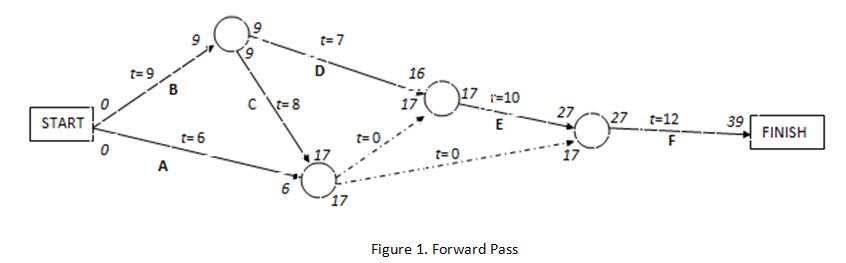 9
9
9
t=7
D
t=9
B
16
17
17
t=10
E
27
27
t=12
F
39
FINISH
START
0
0
C
t=8
t=6
A
t=0
t=0
17
6
17
17
Figure 1. Forward Pass